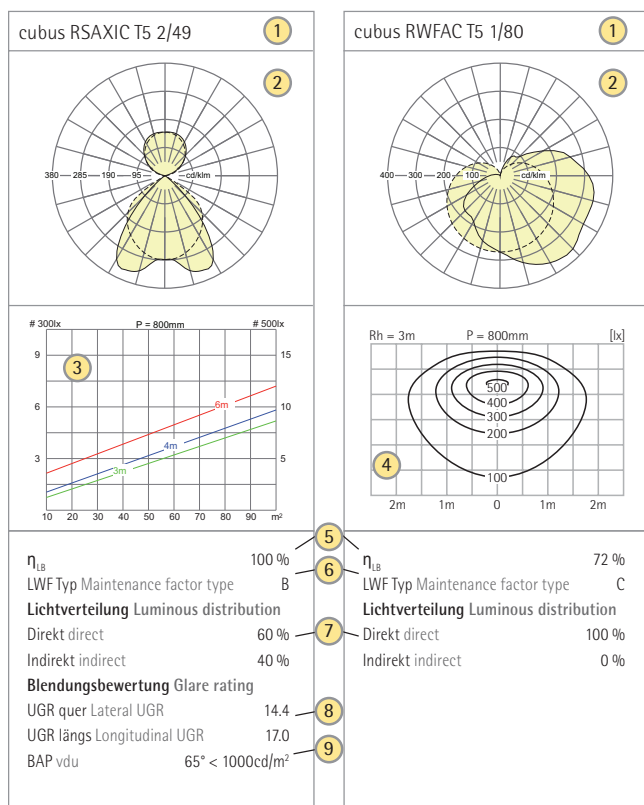 cubus RSAXIC T5 2/49
1
2
380 285 190 95 cd/klm
# 300lx P = 800mm # 500lx
3
9 15
6 10
3 5
6m
4m
3m
10 20 30 40 50 60 70 80 90 m²
ηLB 100 %
LWF Typ Maintenance factor type B
Lichtverteilung Luminous distribution
Direkt direct 60 %
Indirekt indirect 40 %
Blendungsbewertung Glare rating
UGR quer Lateral UGR 14.4
UGR längs Longitudinal UGR 17.0
BAP vdu 65° < 1000cd/m²
5
6
7
8
9
cubus RWFAC T5 1/80
1
2
400 300 200 100 cd/klm
Rh = 3m P = 800mm [lx]
500
400
300
200
100
4
2m 1m 0 1m 2m
ηLB 72 %
LWF Typ Maintenance factor type C
Lichtverteilung Luminous distribution
Direkt direct 100 %
Indirekt indirect 0 %